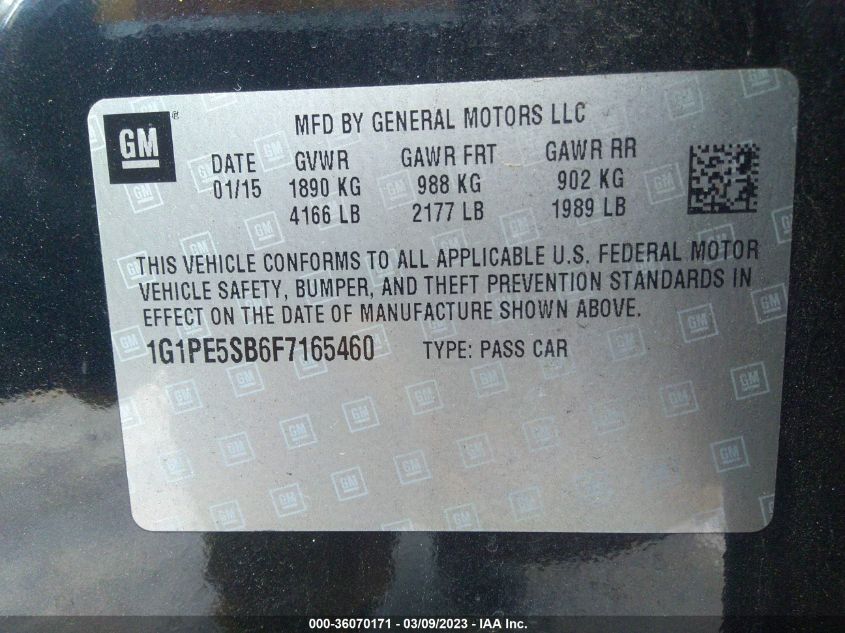 GM ®
MFD BY GENERAL MOTORS LLC
DATE GVWR GAWR FRT GAWR RR
01/15 1890 KG 988 KG 902 KG
4166 LB 2177 LB 1989 LB
THIS VEHICLE CONFORMS TO ALL APPLICABLE U.S. FEDERAL MOTOR
VEHICLE SAFETY, BUMPER, AND THEFT PREVENTION STANDARDS IN
EFFECT ON THE DATE OF MANUFACTURE SHOWN ABOVE.
1G1PE5SB6F7165460 TYPE: PASS CAR
000-36070171 - 03/09/2023 - IAA Inc.